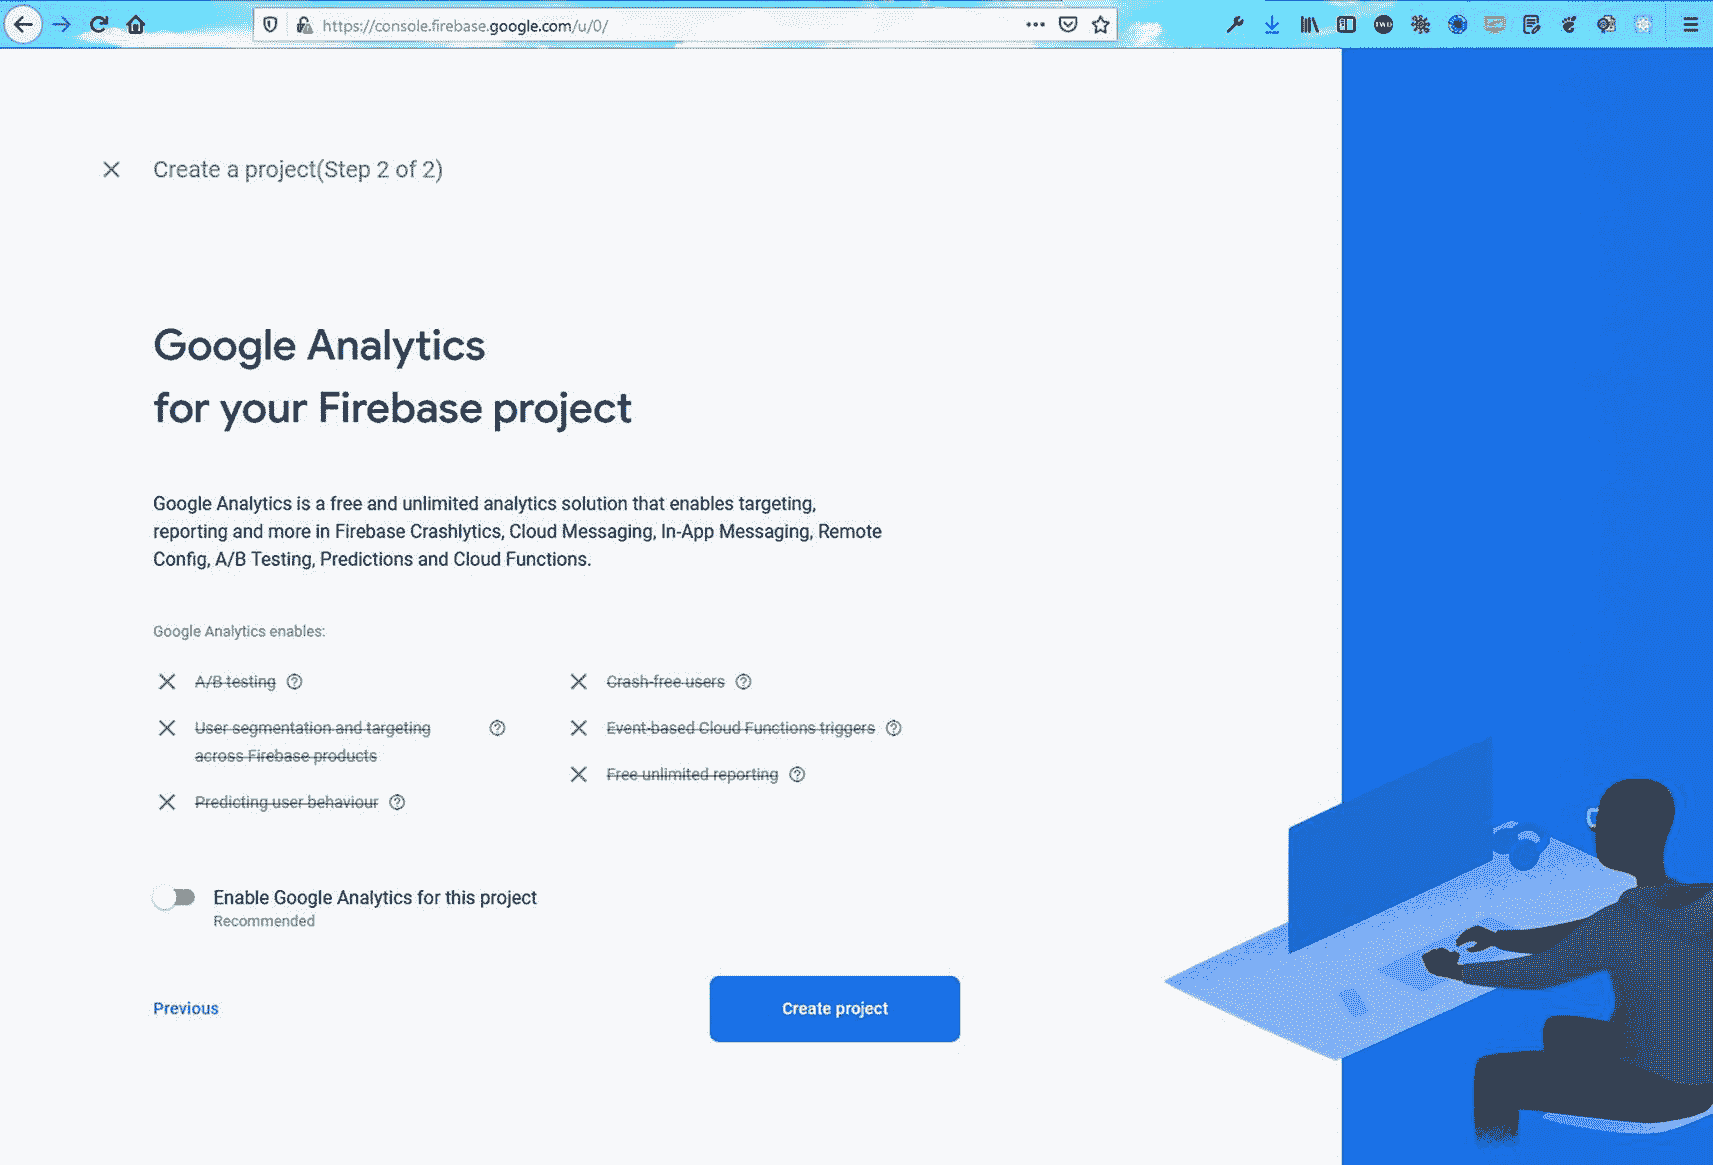 https://console.firebase.google.com/u/0/
Create a project(Step 2 of 2)
Google Analytics
for your Firebase project
Google Analytics is a free and unlimited analytics solution that enables targeting,
reporting and more in Firebase Crashlytics, Cloud Messaging, In-App Messaging, Remote
Config, A/B Testing, Predictions and Cloud Functions.
Google Analytics enables:
A/B testing
Crash-free users
User segmentation and targeting
across Firebase products
Event-based Cloud Functions triggers
Free unlimited reporting
Predicting user behaviour
Enable Google Analytics for this project
Recommended
Previous
Create project